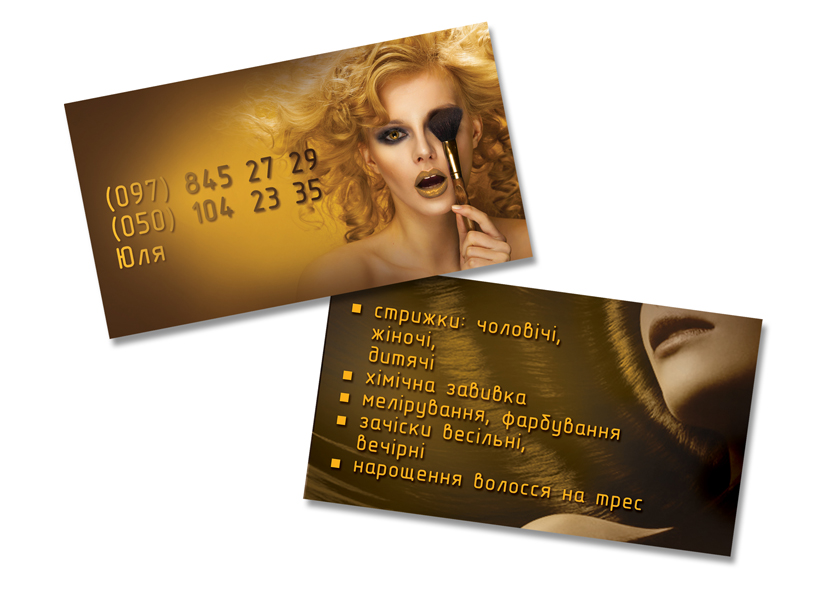 (097) 845 27 29
(050) 104 23 35
Юля
■ стрижки: чоловічі,
жіночі,
дитячі
■ хімічна завивка
■ мелірування, фарбування
■ зачіски весільні,
вечірні
■ нарощення волосся на трес